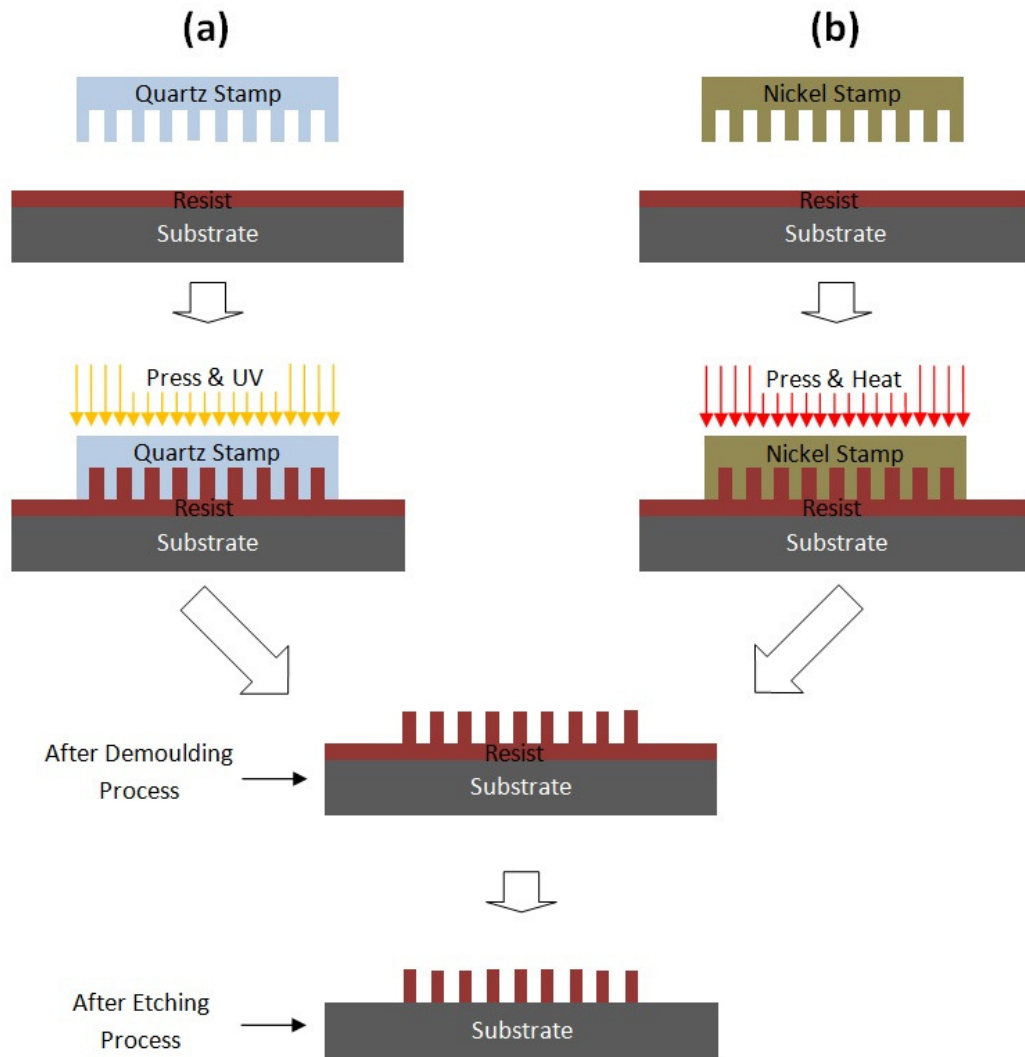 (a)
(b)
Quartz Stamp
Nickel Stamp
Resist
Resist
Substrate
Substrate
Press & UV
Press & Heat
Quartz Stamp
Nickel Stamp
Resist
Resist
Substrate
Substrate
After Demoulding
Process
Resist
Substrate
After Etching
Process
Substrate